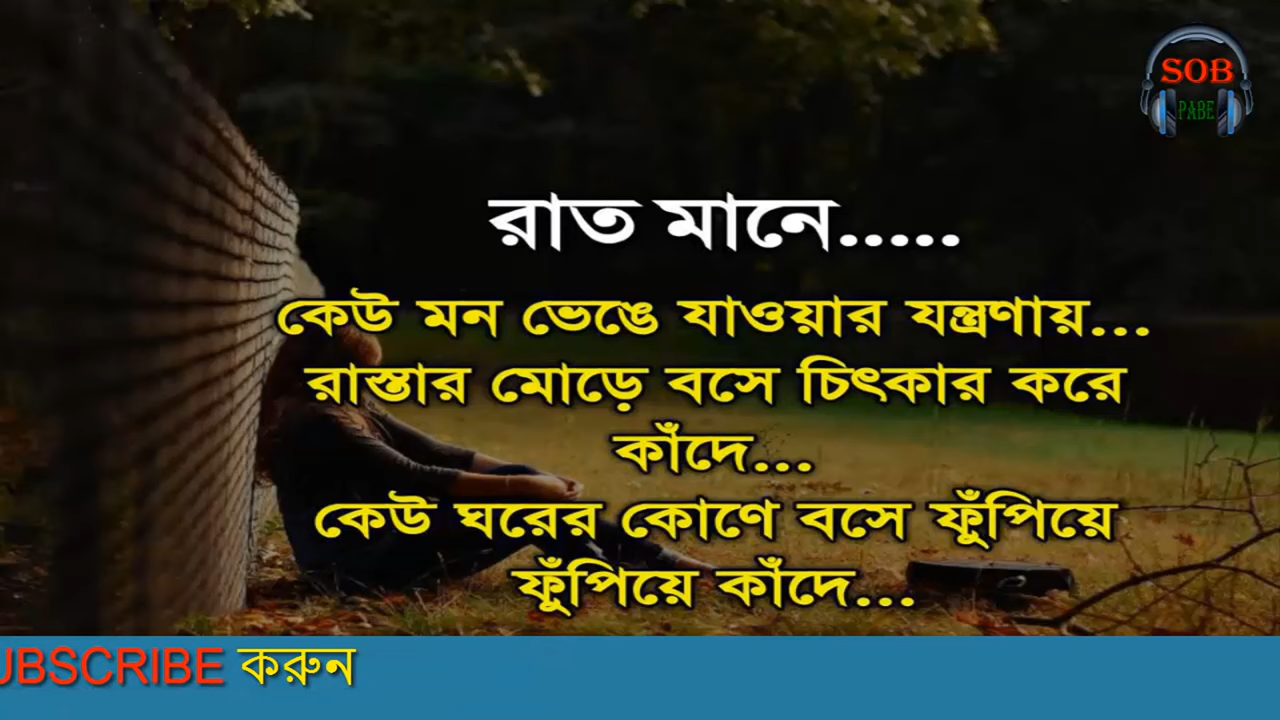 SOB
PABE
রাত মানে.....
কেউ মন ভেঙে যাওয়ার যন্ত্রণায়...
রাস্তার মোড়ে বসে চিৎকার করে
কাঁদে...
কেউ ঘরের কোণে বসে ফুঁপিয়ে
ফুঁপিয়ে কাঁদে...
UBSCRIBE করুন